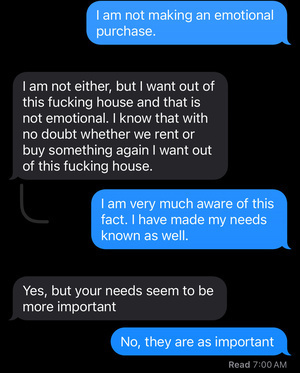 I am not making an emotional
purchase.
I am not either, but I want out of
this fucking house and that is
not emotional. I know that with
no doubt whether we rent or
buy something again I want out
of this fucking house.
I am very much aware of this
fact. I have made my needs
known as well.
Yes, but your needs seem to be
more important
No, they are as important
Read 7:00 AM